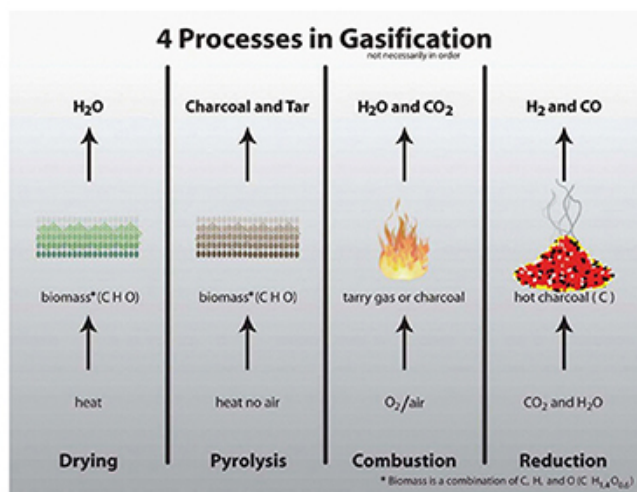 4 Processes in Gasification
not necessarily in order
H₂O
biomass*(C H O)
heat
Drying
Charcoal and Tar
biomass*(C H O)
heat no air
Pyrolysis
H₂O and CO₂
tarry gas or charcoal
O₂/air
Combustion
H₂ and CO
hot charcoal ( C )
CO₂ and H₂O
Reduction
* Biomass is a combination of C, H, and O (C H₁.₄O₀.₆)